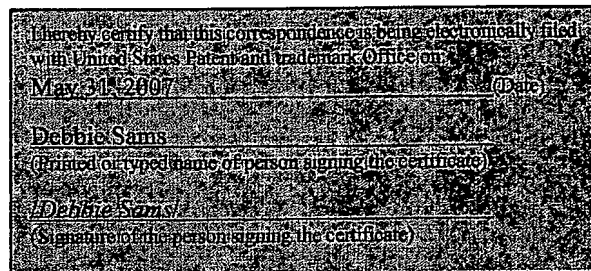 I hereby certify that this correspondence is being electronically filed
with United States Patent and trademark Office on
May 31, 2007 (Date)
Debbie Sams
(Printed or typed name of person signing the certificate)
/Debbie Sams/
(Signature of the person signing the certificate)